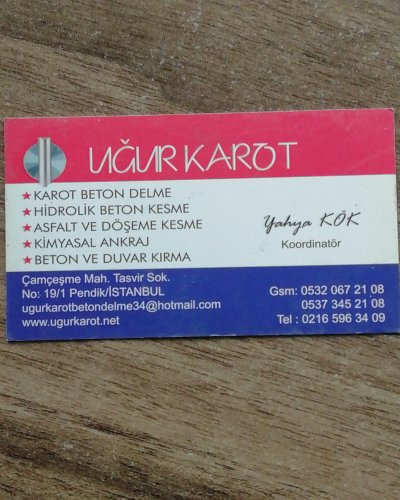 UĞUR KAROT
★ KAROT BETON DELME
★ HİDROLİK BETON KESME
★ ASFALT VE DÖŞEME KESME
★ KİMYASAL ANKRAJ
★ BETON VE DUVAR KIRMA
Yahya KÖK
Koordinatör
Çamçeşme Mah. Tasvir Sok.
No: 19/1 Pendik/İSTANBUL
ugurkarotbetondelme34@hotmail.com
www.ugurkarot.net
Gsm: 0532 067 21 08
0537 345 21 08
Tel : 0216 596 34 09